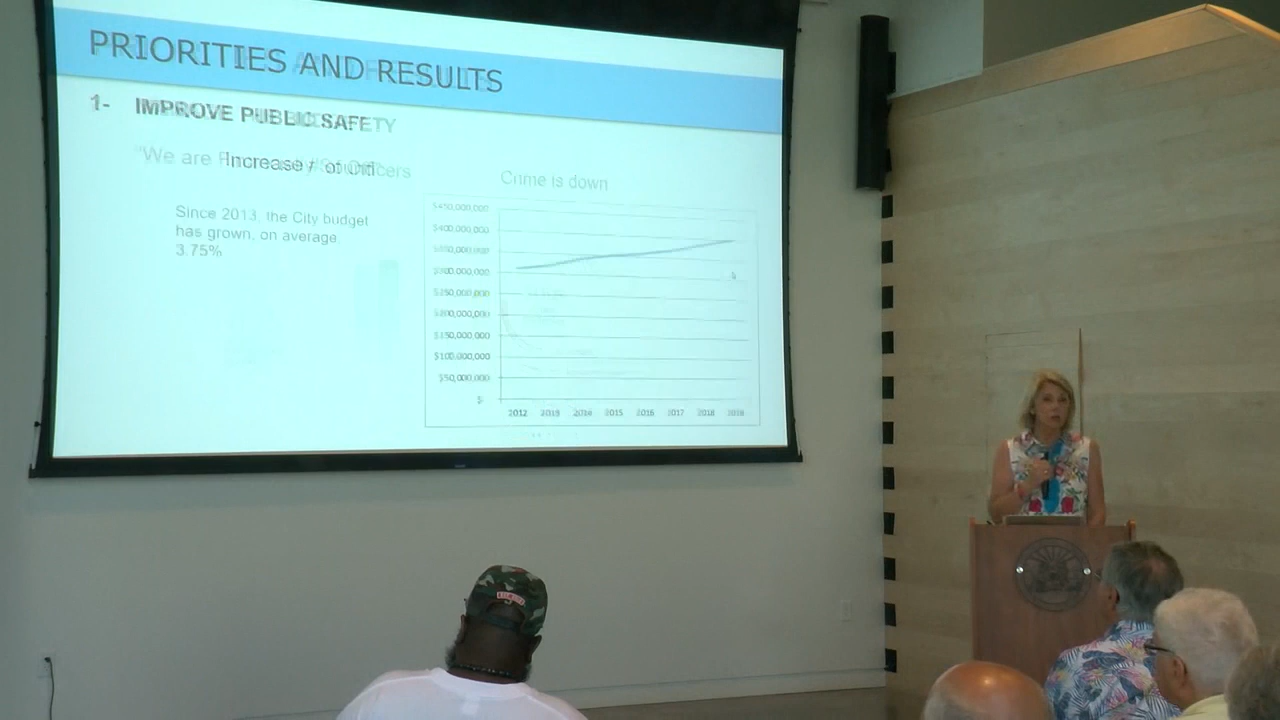 PRIORITIES AND RESULTS
1- IMPROVE PUBLIC SAFETY
"We are
Increase # of
Officers
Crime is down
Since 2013, the City budget
has grown, on average
3.75%
$450,000,000
$400,000,000
$350,000,000
$300,000,000
$250,000,000
$200,000,000
$150,000,000
$100,000,000
$50,000,000
$-
2012 2013 2014 2015 2016 2017 2018